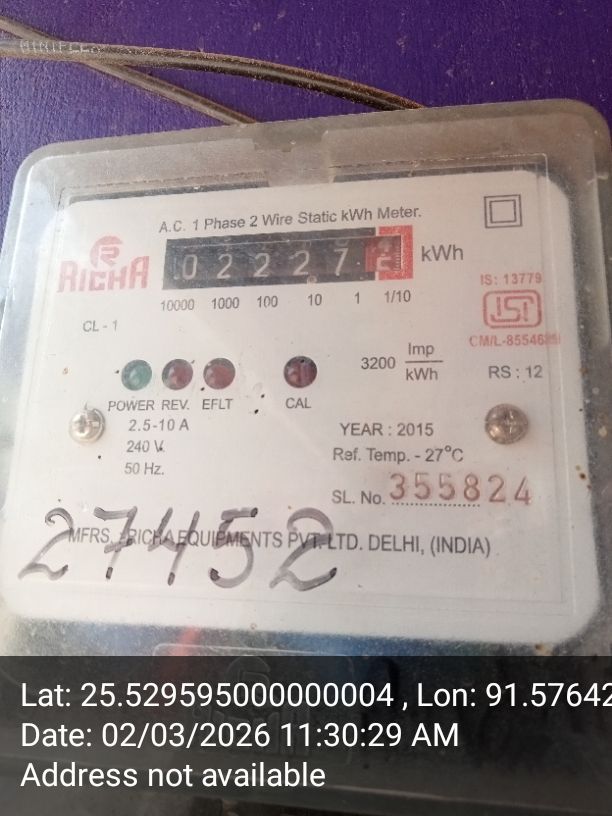 MINIFLEX
A.C. 1 Phase 2 Wire Static kWh Meter.
RICHA
0 2 2 2 7 2 kWh
10000 1000 100 10 1 1/10
IS: 13779
ISI
CL - 1
3200 Imp/kWh
RS : 12
POWER REV. EFLT CAL
2.5-10 A
240 V.
50 Hz.
YEAR : 2015
Ref. Temp. - 27°C
SL. No. 355824
27452
MFRS. : RICHA EQUIPMENTS PVT. LTD. DELHI, (INDIA)
Lat: 25.529595000000004 , Lon: 91.57642
Date: 02/03/2026 11:30:29 AM
Address not available